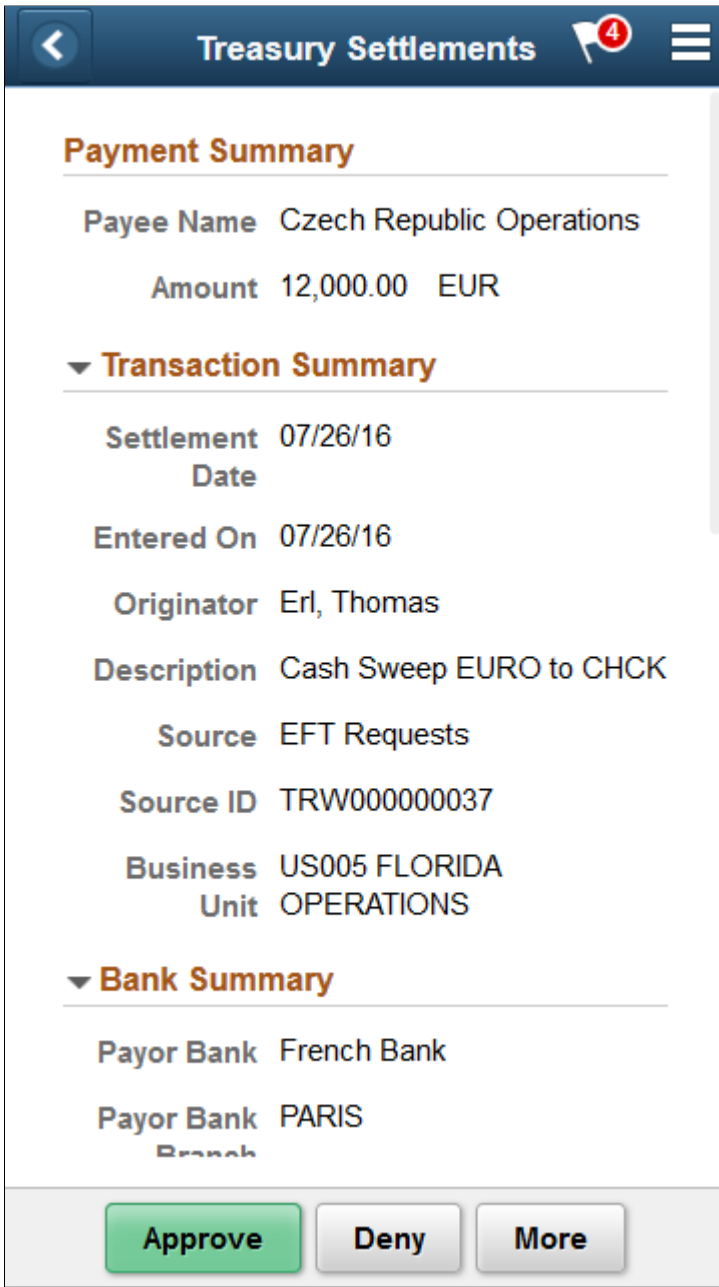 Treasury Settlements 4
Payment Summary
Payee Name Czech Republic Operations
Amount 12,000.00 EUR
Transaction Summary
Settlement Date 07/26/16
Entered On 07/26/16
Originator Erl, Thomas
Description Cash Sweep EURO to CHCK
Source EFT Requests
Source ID TRW000000037
Business Unit US005 FLORIDA OPERATIONS
Bank Summary
Payor Bank French Bank
Payor Bank Branch PARIS
Approve Deny More